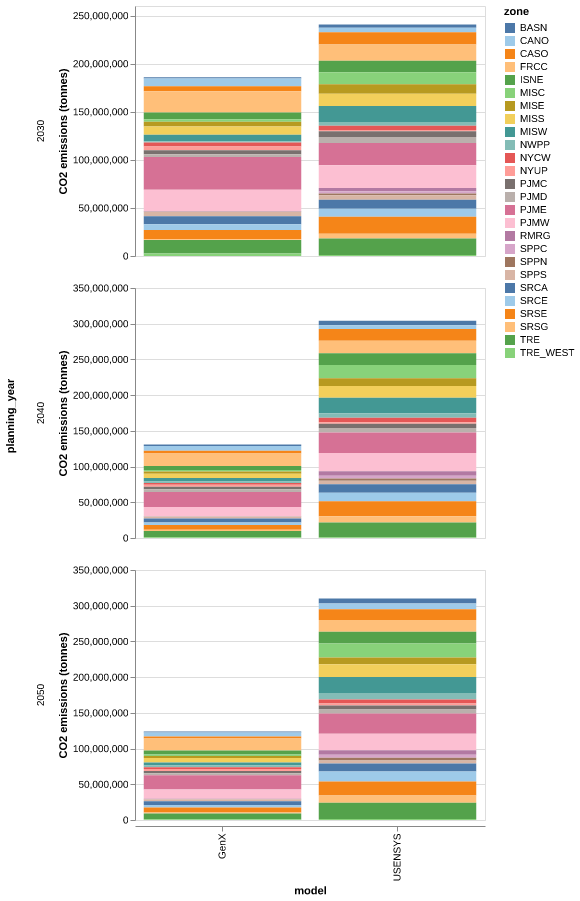 zone
BASN
CANO
CASO
FRCC
ISNE
MISC
MISE
MISS
MISW
NWPP
NYCW
NYUP
PJMC
PJMD
PJME
PJMW
RMRG
SPPC
SPPN
SPPS
SRCA
SRCE
SRSE
SRSG
TRE
TRE_WEST
planning_year
2030
CO2 emissions (tonnes)
250,000,000
200,000,000
150,000,000
100,000,000
50,000,000
0
2040
CO2 emissions (tonnes)
350,000,000
300,000,000
250,000,000
200,000,000
150,000,000
100,000,000
50,000,000
0
2050
CO2 emissions (tonnes)
350,000,000
300,000,000
250,000,000
200,000,000
150,000,000
100,000,000
50,000,000
0
GenX
USENSYS
model